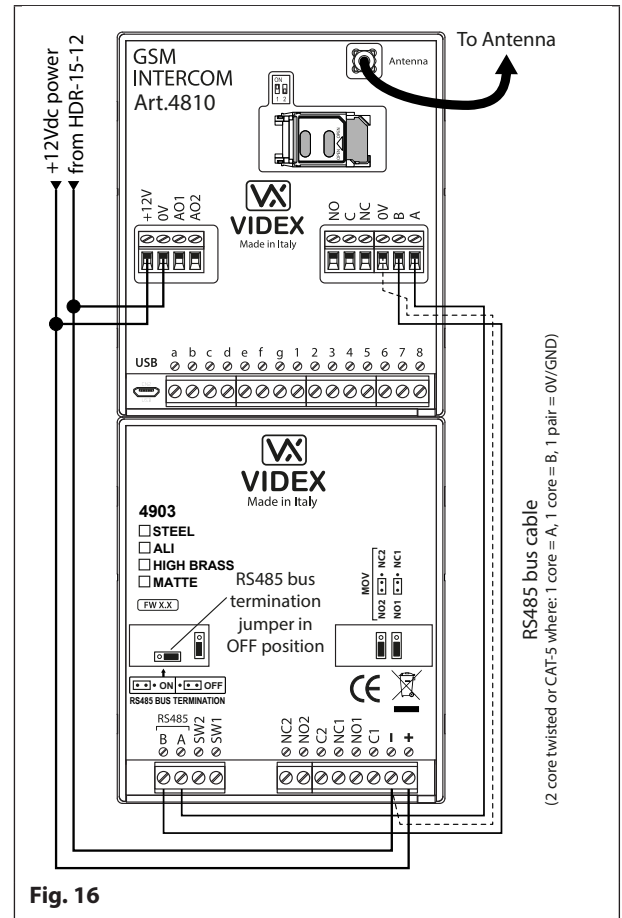 To Antenna
GSM
INTERCOM
Art.4810
ON
1 2
Antenna
+12Vdc power
from HDR-15-12
+12V
0V
AO1
AO2
VIDEX
Made in Italy
NO
C
NC
0V
B
A
USB a b c d e f g 1 2 3 4 5 6 7 8
VIDEX
Made in Italy
4903
STEEL
ALI
HIGH BRASS
MATTE
FW X.X
RS485 bus
termination
jumper in
OFF position
MOV
NO2 NC2
NO1 NC1
ON OFF
RS485 BUS TERMINATION
CE
RS485
B
A
SW2
SW1
NC2
NO2
C2
NC1
NO1
C1
–
+
RS485 bus cable
(2 core twisted or CAT-5 where: 1 core = A, 1 core = B, 1 pair = 0V/GND)
Fig. 16